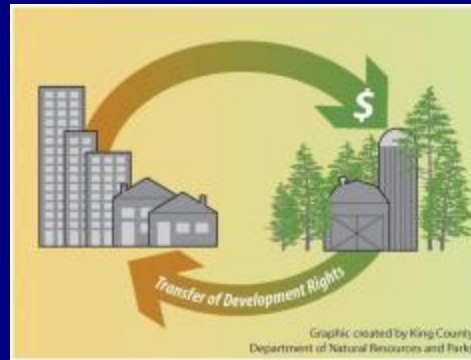 $
Transfer of Development Rights
Graphic created by King County
Department of Natural Resources and Parks